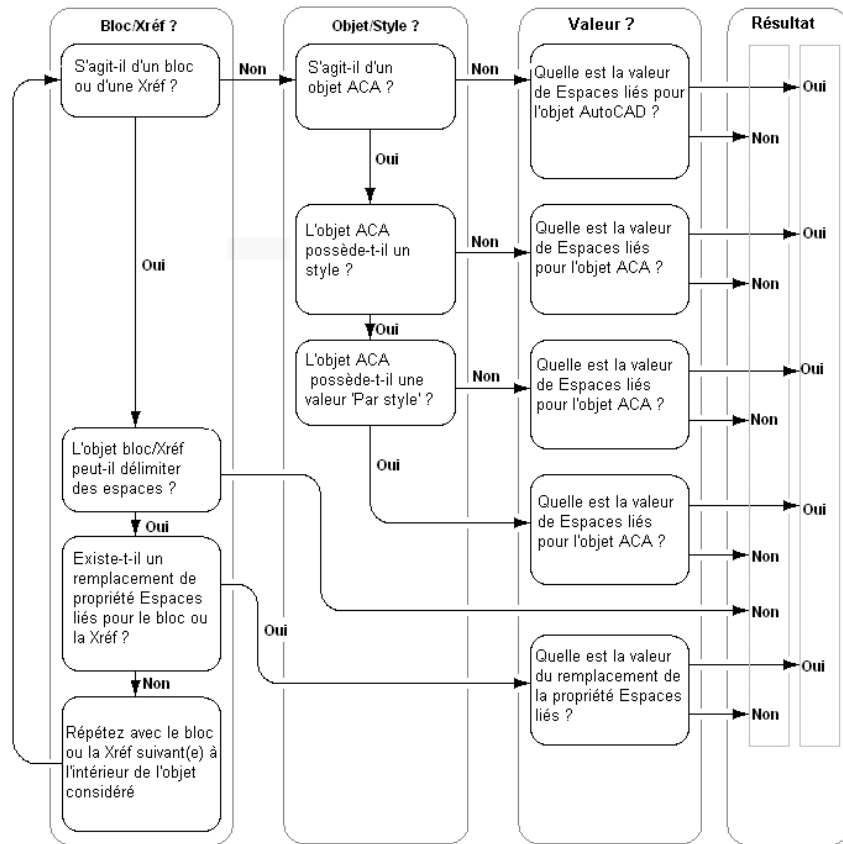 Bloc/Xréf ?
Objet/Style ?
Valeur ?
Résultat
S'agit-il d'un bloc
ou d'une Xréf ?
Non
S'agit-il d'un
objet ACA ?
Non
Quelle est la valeur
de Espaces liés pour
l'objet AutoCAD ?
Oui
Non
Oui
Oui
L'objet ACA
possède-t-il un
style ?
Non
Quelle est la valeur
de Espaces liés
pour l'objet ACA ?
Oui
Non
Oui
L'objet ACA
possède-t-il une
valeur 'Par style' ?
Non
Quelle est la valeur
de Espaces liés
pour l'objet ACA ?
Oui
Non
L'objet bloc/Xréf
peut-il délimiter
des espaces ?
Oui
Quelle est la valeur
de Espaces liés
pour l'objet ACA ?
Oui
Non
Oui
Existe-t-il un
remplacement de
propriété Espaces
liés pour le bloc ou
la Xréf ?
Non
Oui
Quelle est la valeur
du remplacement de
la propriété Espaces
liés ?
Oui
Non
Non
Répétez avec le bloc
ou la Xréf suivant(e) à
l'intérieur de l'objet
considéré